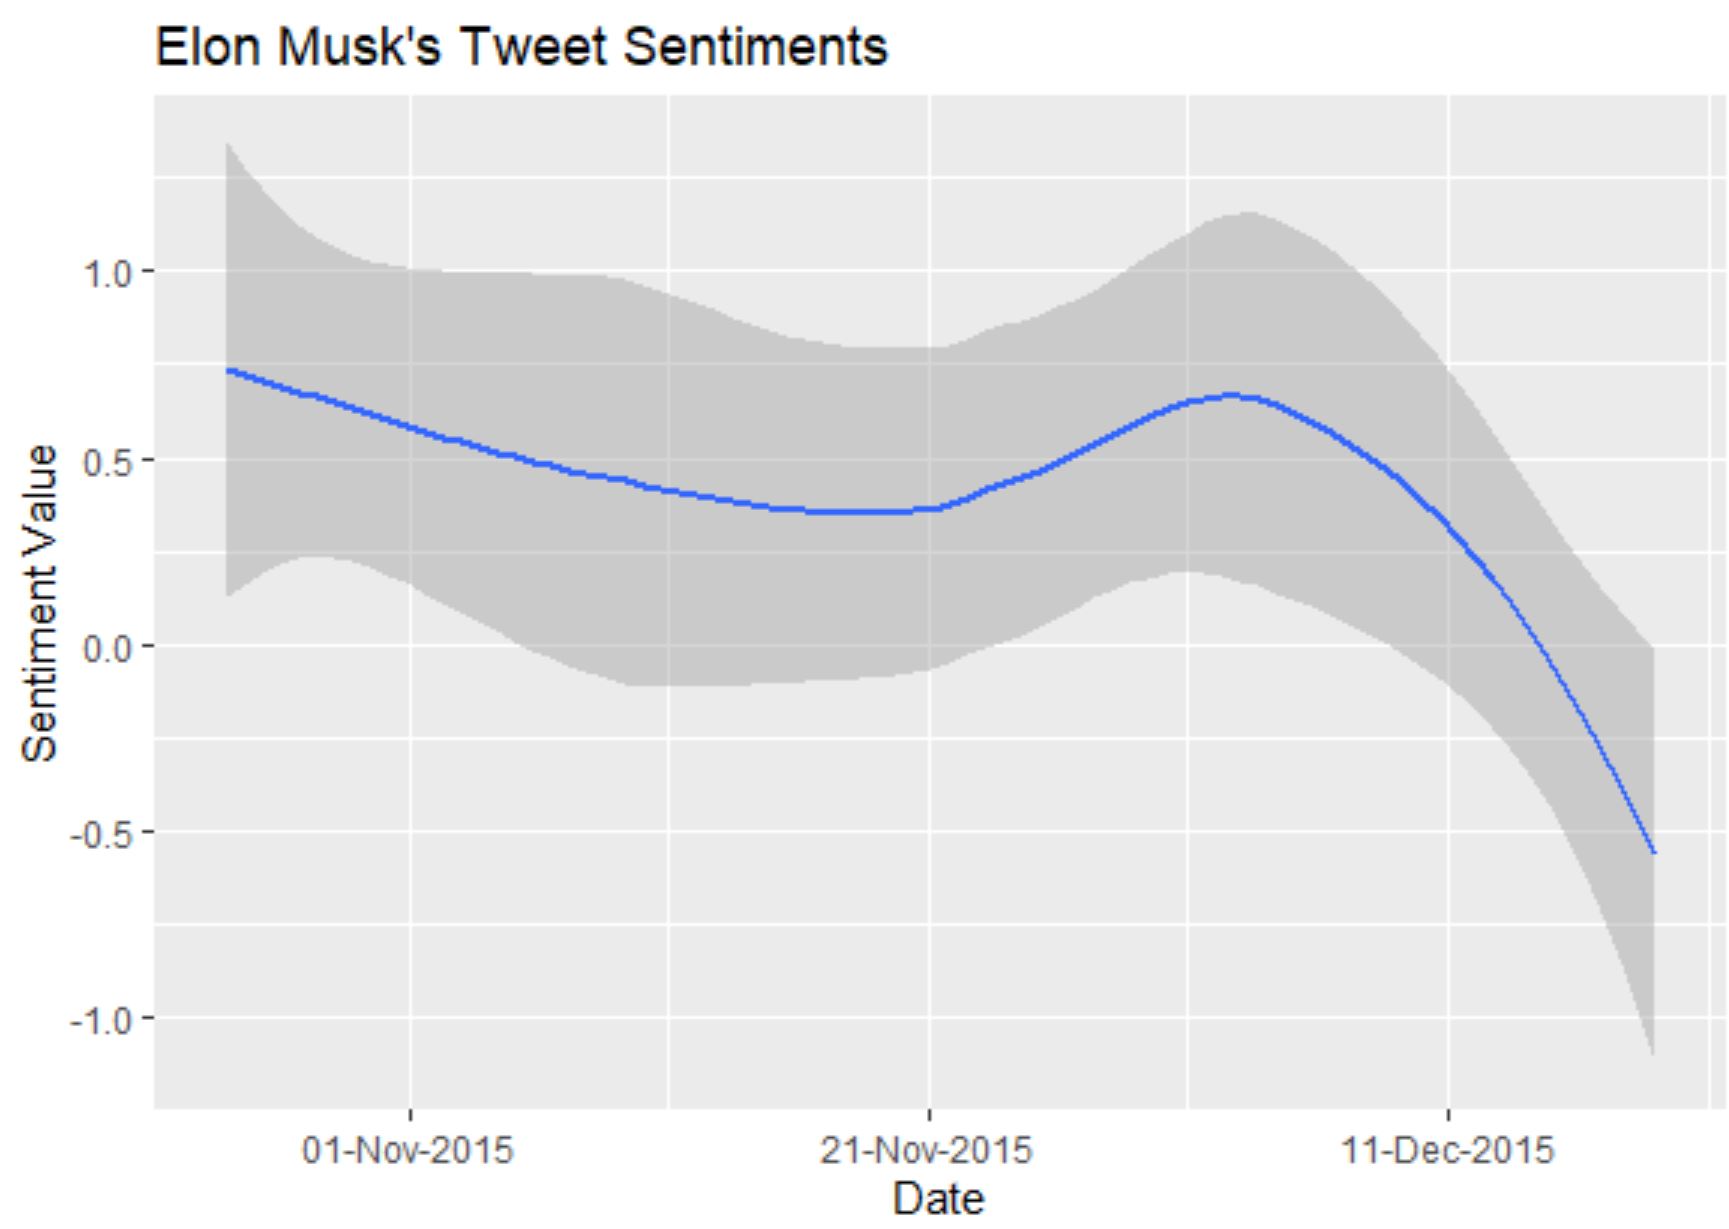 Elon Musk's Tweet Sentiments
Sentiment Value
1.0
0.5
0.0
-0.5
-1.0
01-Nov-2015 21-Nov-2015 11-Dec-2015
Date